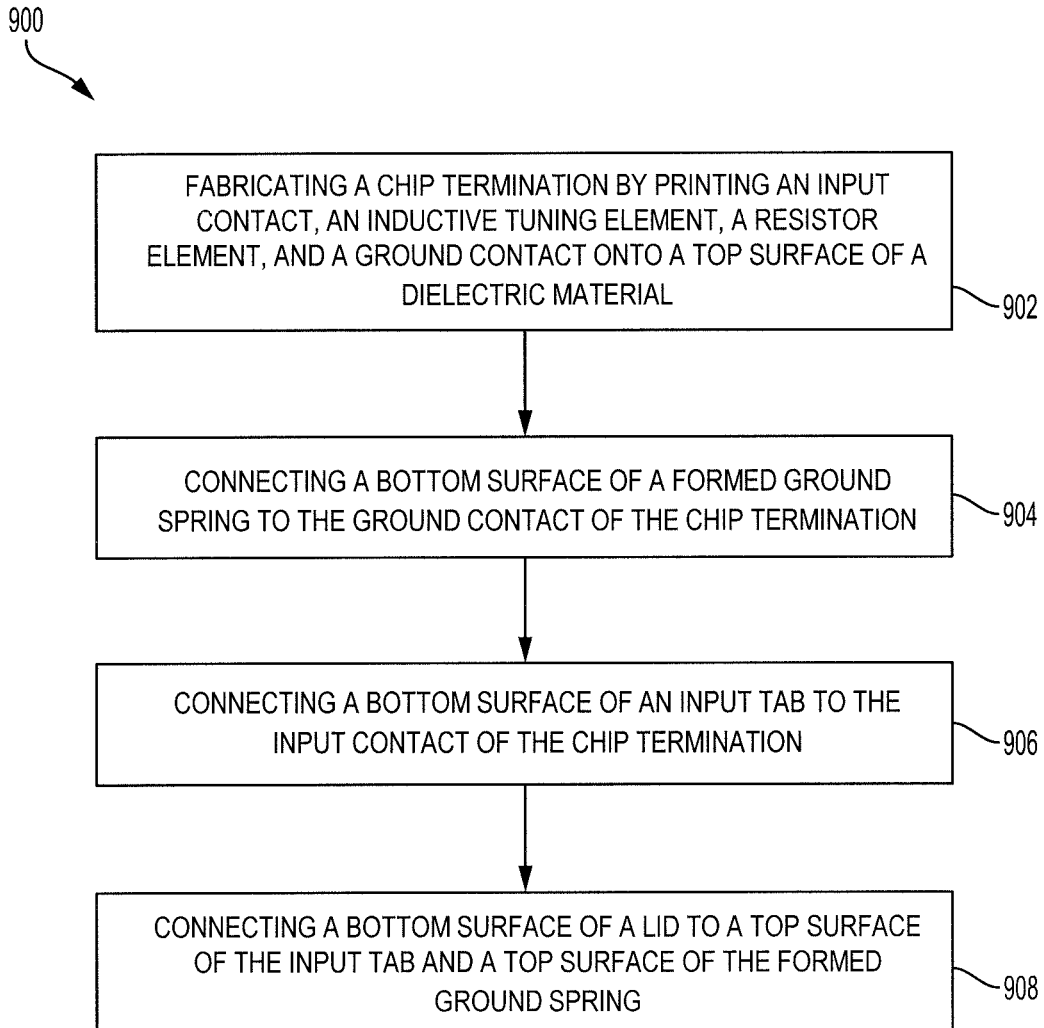 900
FABRICATING A CHIP TERMINATION BY PRINTING AN INPUT
CONTACT, AN INDUCTIVE TUNING ELEMENT, A RESISTOR
ELEMENT, AND A GROUND CONTACT ONTO A TOP SURFACE OF A
DIELECTRIC MATERIAL
902
CONNECTING A BOTTOM SURFACE OF A FORMED GROUND
SPRING TO THE GROUND CONTACT OF THE CHIP TERMINATION
904
CONNECTING A BOTTOM SURFACE OF AN INPUT TAB TO THE
INPUT CONTACT OF THE CHIP TERMINATION
906
CONNECTING A BOTTOM SURFACE OF A LID TO A TOP SURFACE
OF THE INPUT TAB AND A TOP SURFACE OF THE FORMED
GROUND SPRING
908